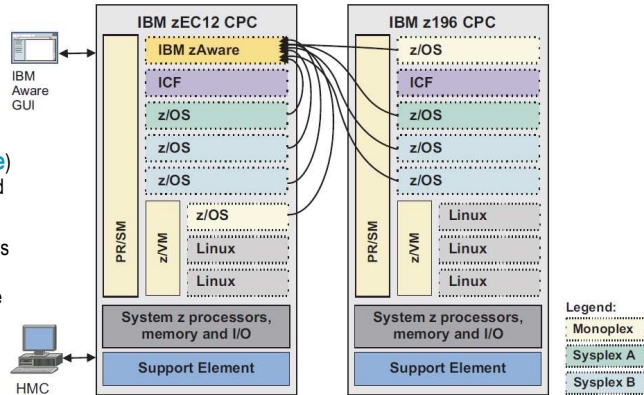 IBM zEC12 CPC
IBM
Aware
GUI
PR/SM
IBM zAware
ICF
z/OS
z/OS
z/OS
z/VM
z/OS
Linux
Linux
System z processors,
memory and I/O
Support Element
HMC
e)
d
s
e
IBM z196 CPC
PR/SM
z/OS
ICF
z/OS
z/OS
z/OS
z/VM
Linux
Linux
Linux
System z processors,
memory and I/O
Support Element
Legend:
Monoplex
Sysplex A
Sysplex B